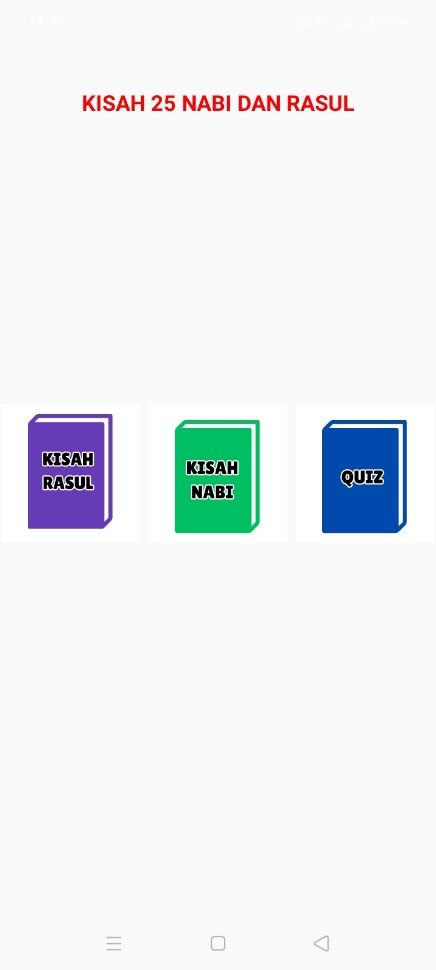 KISAH 25 NABI DAN RASUL
KISAH
RASUL
KISAH
NABI
QUIZ